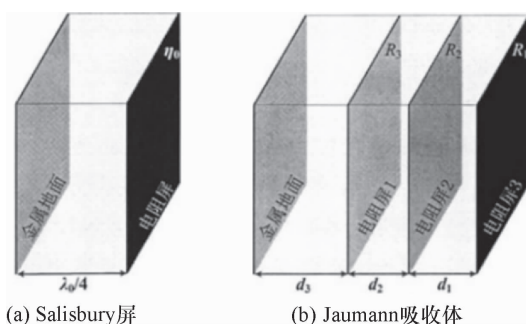 η₀
金属地面
电阻屏
λ₀/4
(a) Salisbury屏
R₃
R₂
R₁
金属地面
电阻屏1
电阻屏2
电阻屏3
d₃
d₂
d₁
(b) Jaumann吸收体